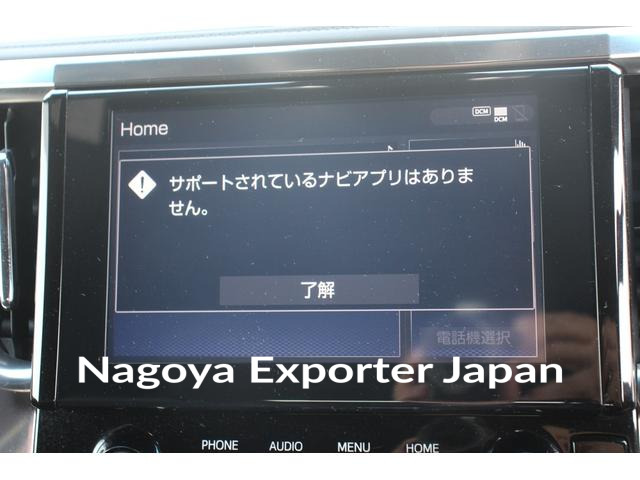 DCM
DCM
Home
サポートされているナビアプリはありま
せん。
了解
電話機選択
Nagoya Exporter Japan
PHONE AUDIO MENU HOME